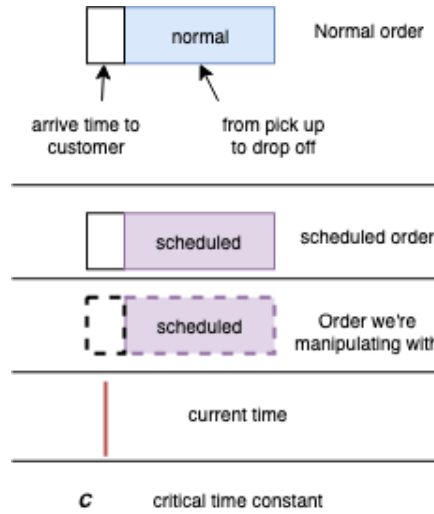 normal
Normal order
arrive time to
customer
from pick up
to drop off
scheduled
scheduled order
scheduled
Order we're
manipulating with
current time
C
critical time constant